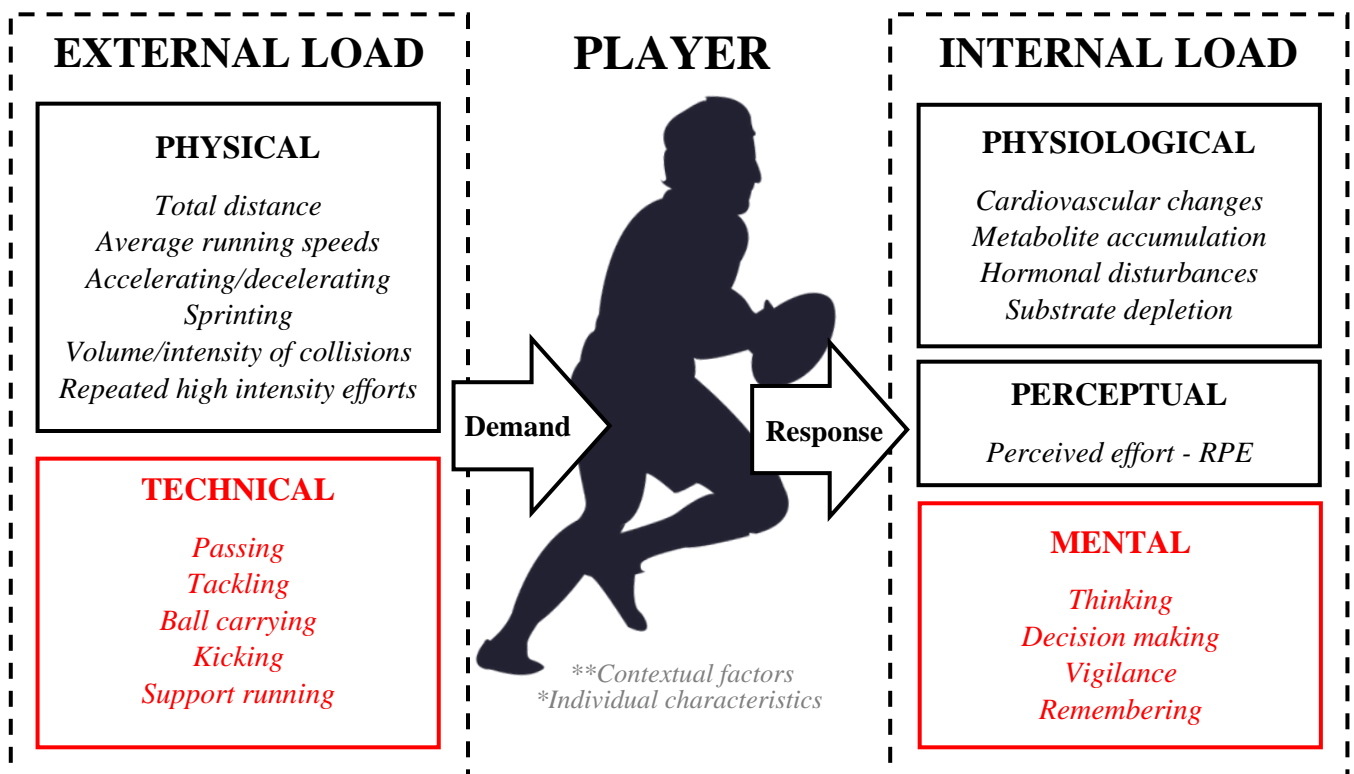 EXTERNAL LOAD
PHYSICAL
Total distance
Average running speeds
Accelerating/decelerating
Sprinting
Volume/intensity of collisions
Repeated high intensity efforts
TECHNICAL
Passing
Tackling
Ball carrying
Kicking
Support running
PLAYER
Demand
Response
**Contextual factors
*Individual characteristics
INTERNAL LOAD
PHYSIOLOGICAL
Cardiovascular changes
Metabolite accumulation
Hormonal disturbances
Substrate depletion
PERCEPTUAL
Perceived effort - RPE
MENTAL
Thinking
Decision making
Vigilance
Remembering